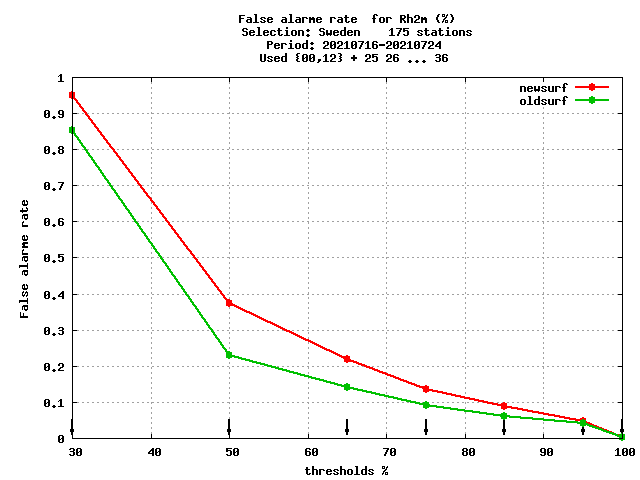 False alarme rate  for Rh2m (%)
Selection: Sweden    175 stations
Period: 20210716-20210724
Used {00,12} + 25 26 ... 36
newsurf
oldsurf
1
0.9
0.8
0.7
0.6
0.5
0.4
0.3
0.2
0.1
0
False alarme rate
30 40 50 60 70 80 90 100
thresholds %